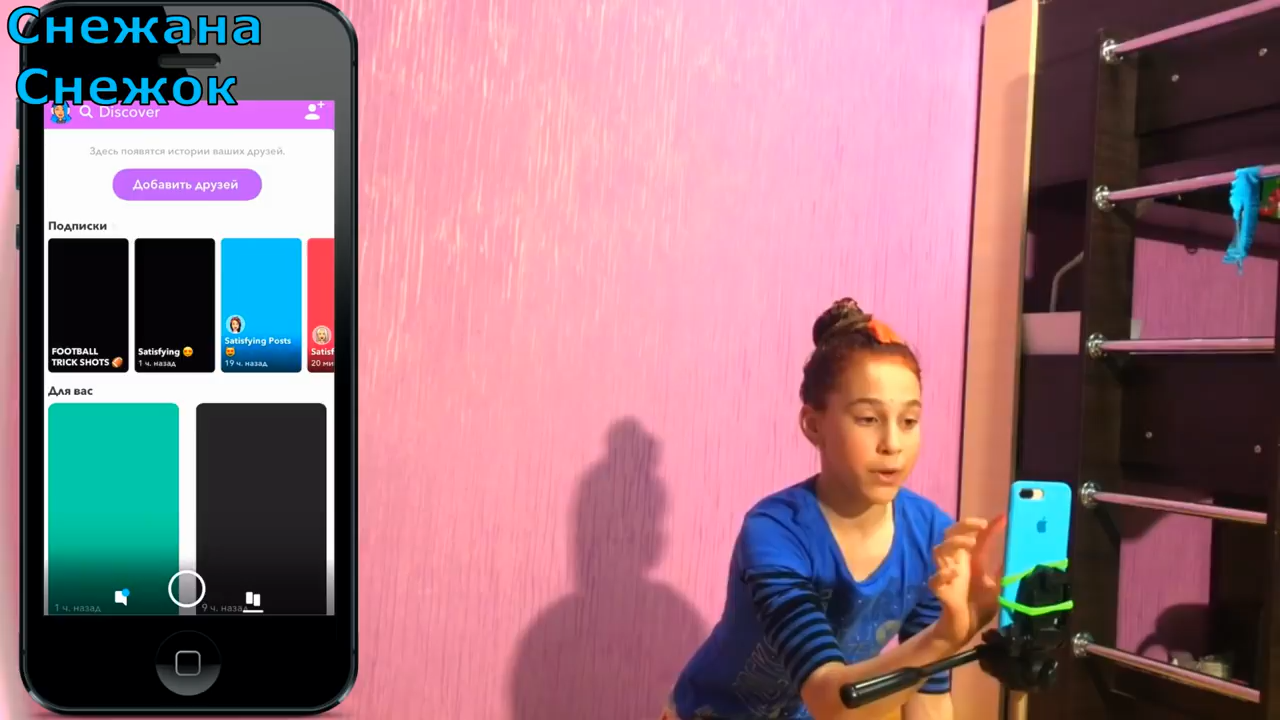 Снежана
Снежок
Discover
Здесь появятся истории ваших друзей.
Добавить друзей
Подписки
FOOTBALL
TRICK SHOTS 🏈
Satisfying 😊
1 ч. назад
Satisfying Posts
😻
19 ч. назад
Satisf
20 ми
Для вас
1 ч. назад
9 ч. назад